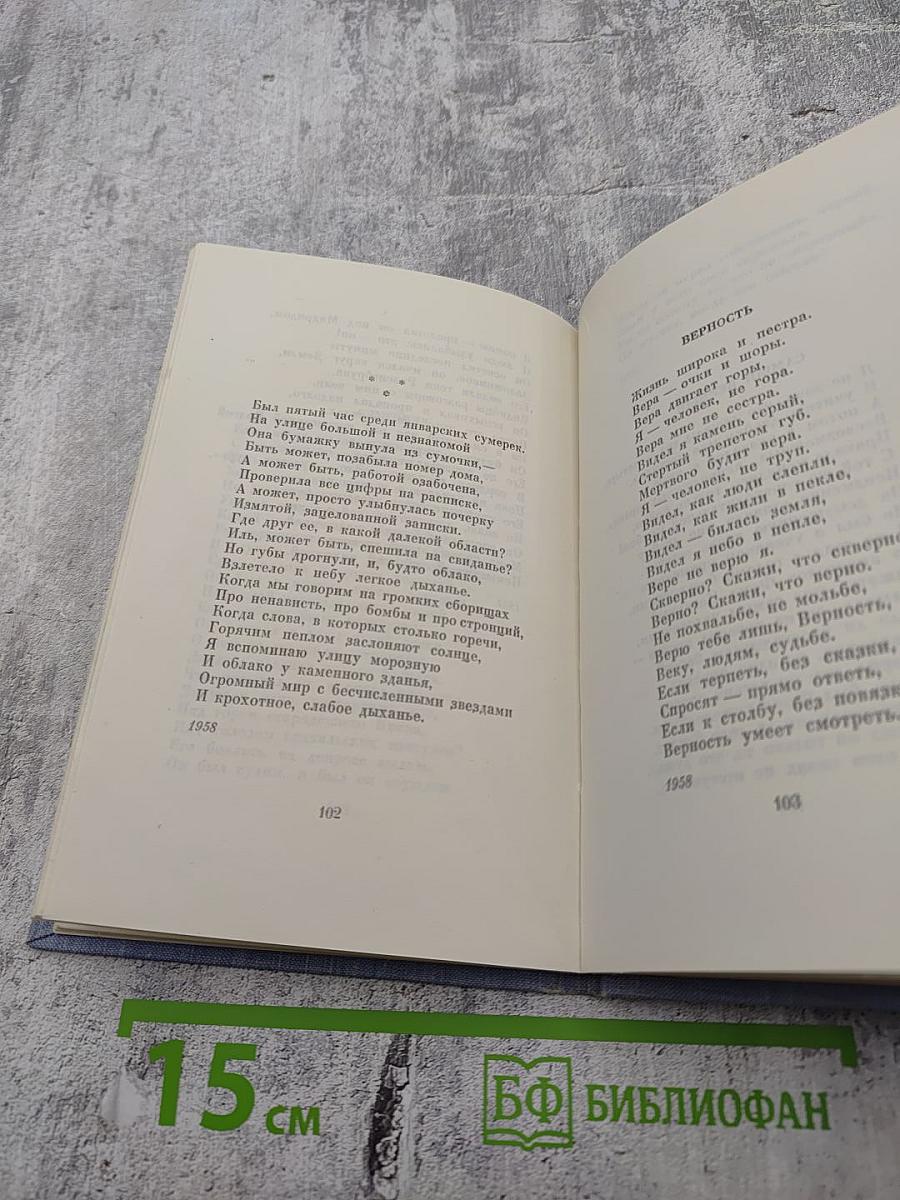 * *
*
Был пятый час среди январских сумерек.
На улице большой и незнакомой
Она бумажку вынула из сумочки,—
Быть может, позабыла номер дома,
А может быть, работой озабочена,
Проверила все цифры на расписке,
А может, просто улыбнулась почерку
Измятой, зацелованной записки.
Где друг ее, в какой далекой области?
Иль, может быть, спешила на свиданье?
Но губы дрогнули, и, будто облако,
Взлетело к небу легкое дыханье.
Когда мы говорим на громких сборищах
Про ненависть, про бомбы и про стронций,
Когда слова, в которых столько горечи,
Горячим пеплом заслоняют солнце,
Я вспоминаю улицу морозную
И облако у каменного зданья,
Огромный мир с бесчисленными звездами
И крохотное, слабое дыханье.
1958
102
ВЕРНОСТЬ
Жизнь широка и пестра.
Вера — очки и шоры.
Вера двигает горы,
Я — человек, не гора.
Вера мне не сестра.
Видел я камень серый,
Стертый трепетом губ.
Мертвого будит вера.
Я — человек, не труп.
Видел, как люди слепли,
Видел, как жили в пекле,
Видел — билась земля,
Видел я небо в пепле,
Вере не верю я.
Скверно? Скажи, что скверно
Верно? Скажи, что верно.
Не похвальбе, не мольбе,
Верю тебе лишь, Верность,
Веку, людям, судьбе.
Если терпеть, без сказки,
Спросят — прямо ответь,
Если к столбу, без повязк
Верность умеет смотреть.
1958
103
15 см
БФ БИБЛИОФАН